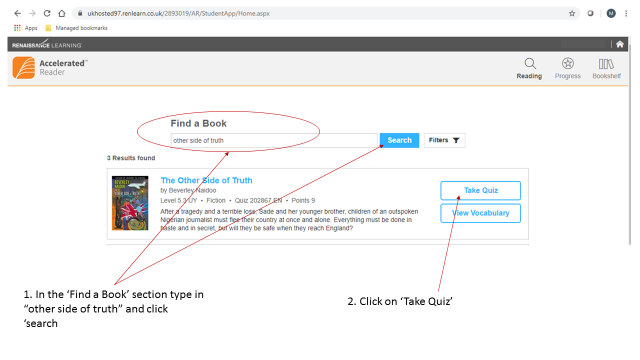 ukhosted97.renlearn.co.uk/2893019/AR/StudentApp/Home.aspx
M
Apps Managed bookmarks
RENAISSANCE LEARNING
Accelerated™
Reader
Reading Progress Bookshelf
Find a Book
other side of truth Search Filters
3 Results found
The Other Side of Truth
by Beverley Naidoo
Level 5.3 UY • Fiction • Quiz 202867 EN • Points 9
After a tragedy and a terrible loss, Sade and her younger brother, children of an outspoken
Nigerian journalist must flee their country at once and alone. Everything must be done in
haste and in secret, but will they be safe when they reach England?
Take Quiz
View Vocabulary
1. In the ‘Find a Book’ section type in
“other side of truth” and click
‘search
2. Click on ‘Take Quiz’